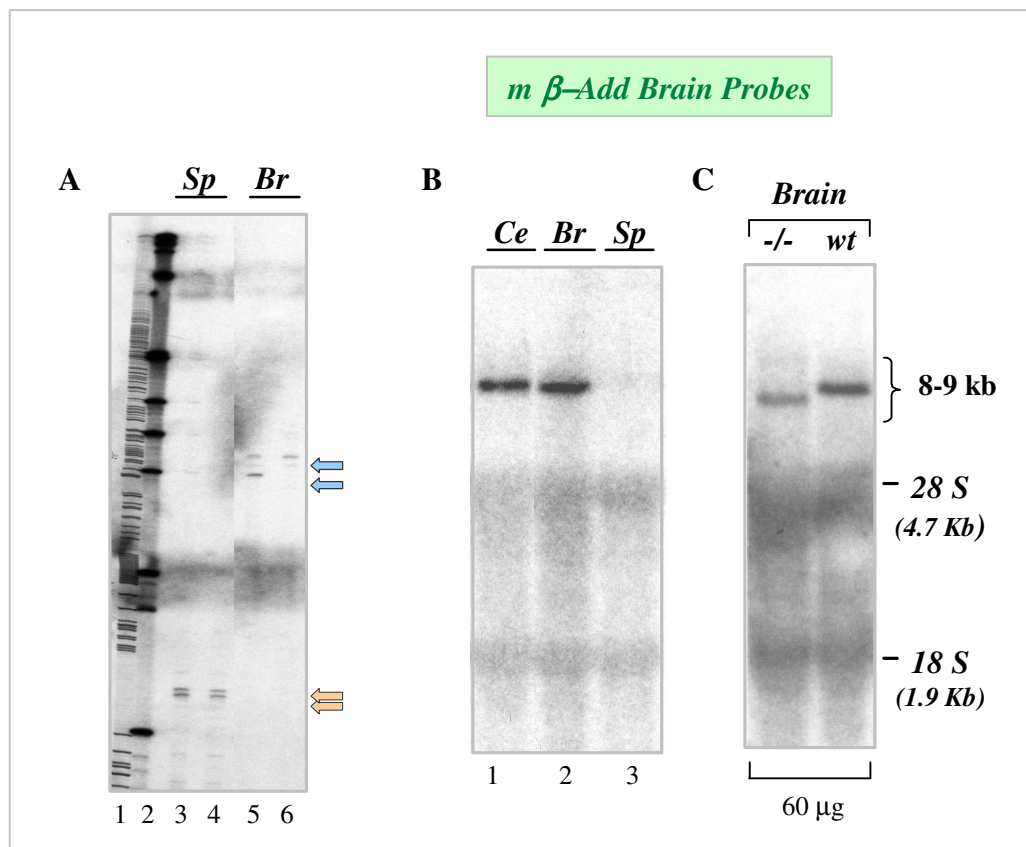 m β–Add Brain Probes
A
Sp Br
1 2 3 4 5 6
B
Ce Br Sp
1 2 3
C
Brain
-/- wt
8-9 kb
28 S
(4.7 Kb)
18 S
(1.9 Kb)
60 μg